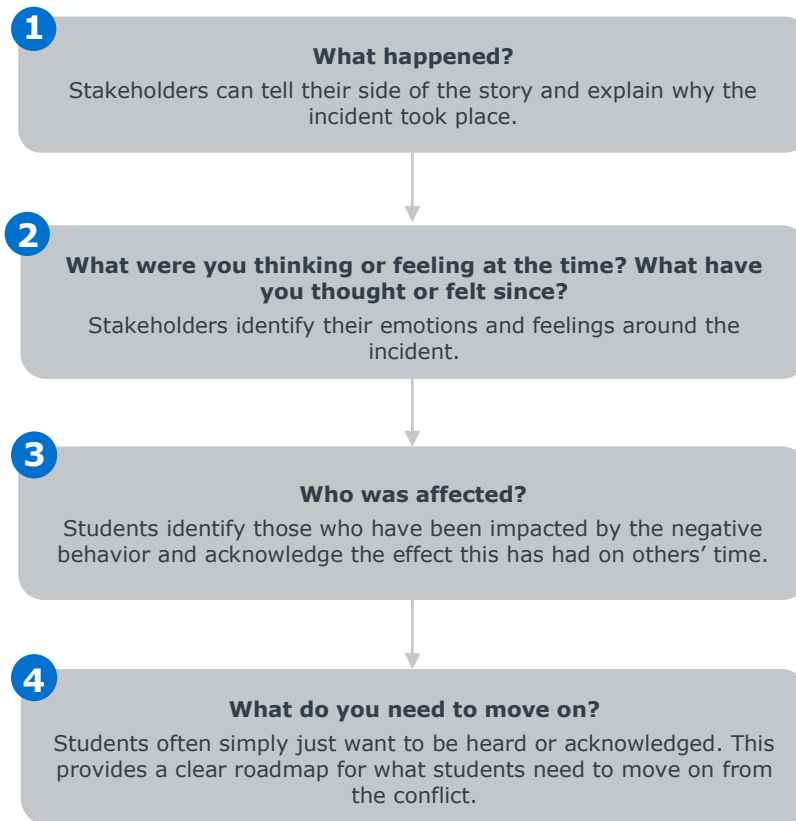 1
What happened?
Stakeholders can tell their side of the story and explain why the
incident took place.
2
What were you thinking or feeling at the time? What have
you thought or felt since?
Stakeholders identify their emotions and feelings around the
incident.
3
Who was affected?
Students identify those who have been impacted by the negative
behavior and acknowledge the effect this has had on others’ time.
4
What do you need to move on?
Students often simply just want to be heard or acknowledged. This
provides a clear roadmap for what students need to move on from
the conflict.